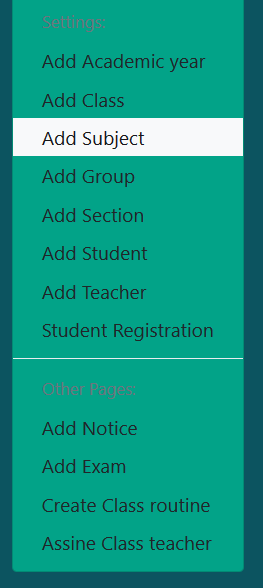 Settings:
Add Academic year
Add Class
Add Subject
Add Group
Add Section
Add Student
Add Teacher
Student Registration
Other Pages:
Add Notice
Add Exam
Create Class routine
Assine Class teacher